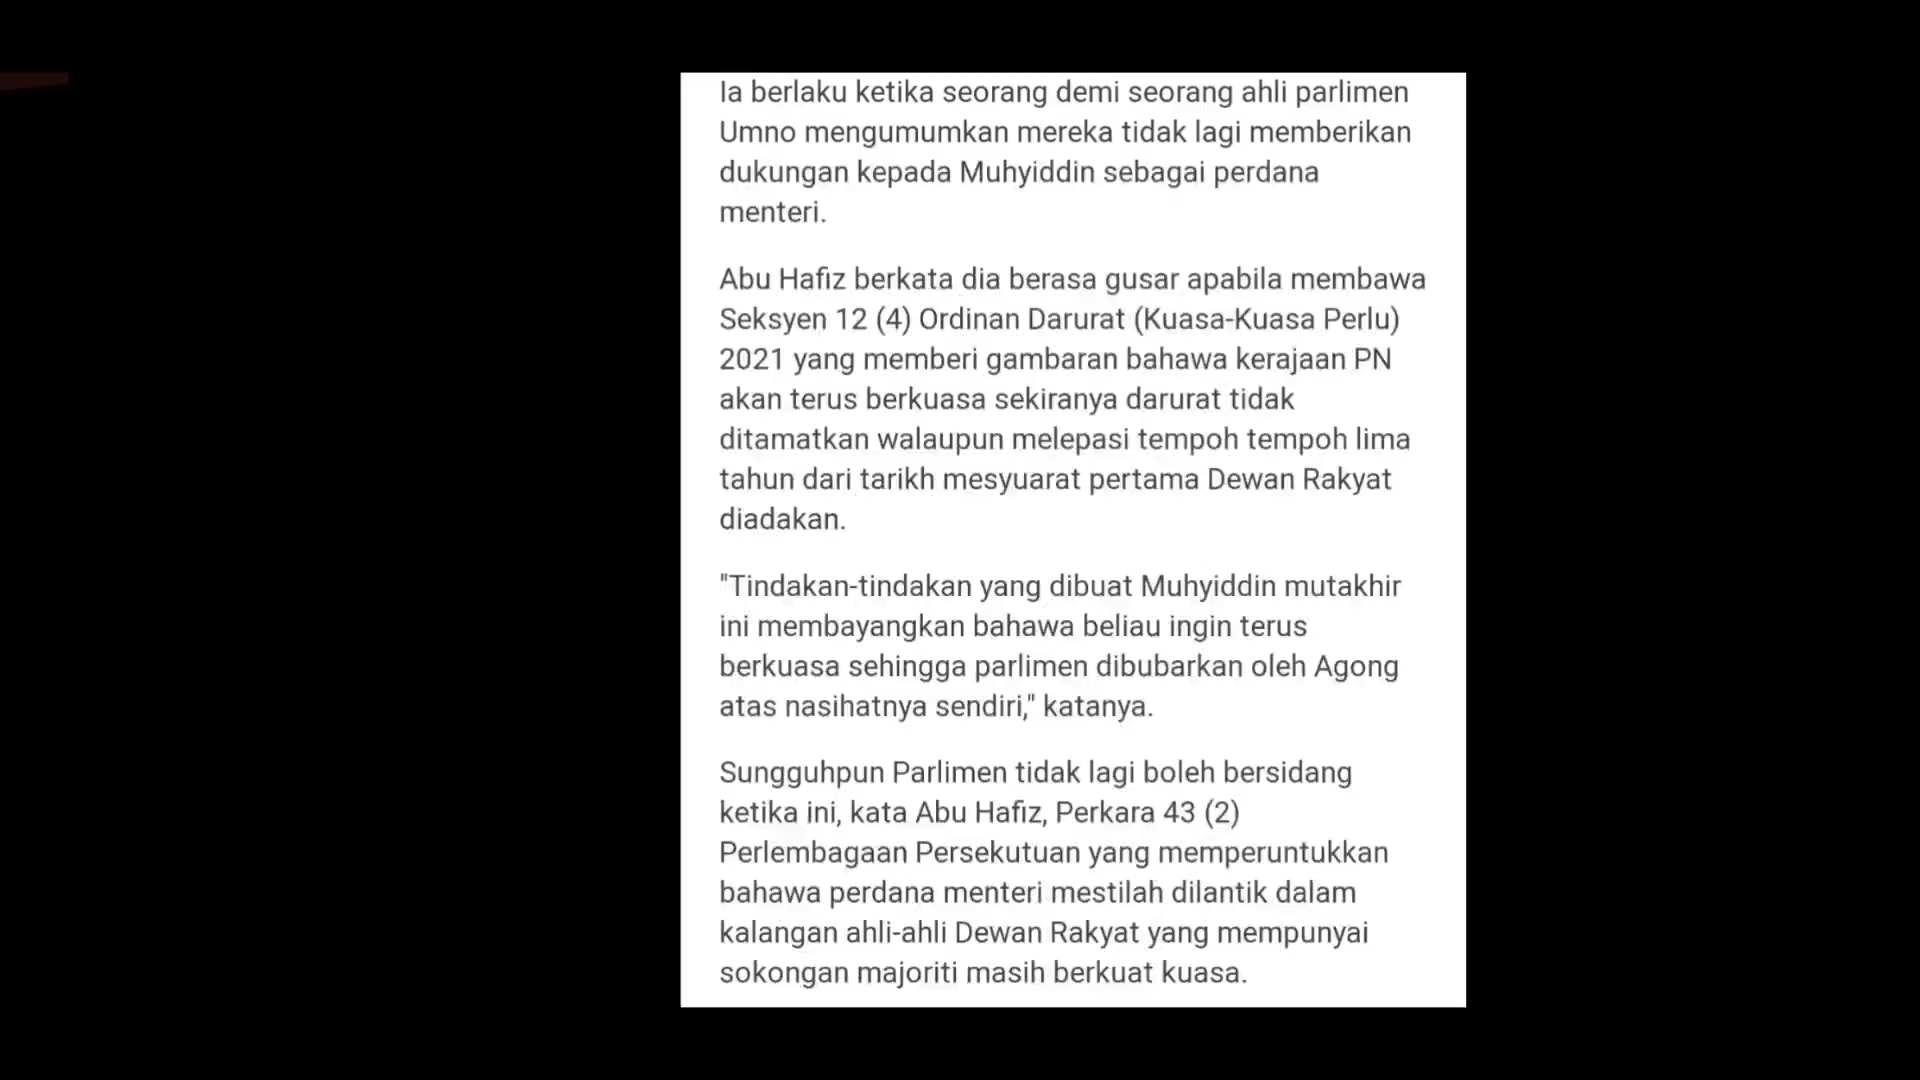 Ia berlaku ketika seorang demi seorang ahli parlimen
Umno mengumumkan mereka tidak lagi memberikan
dukungan kepada Muhyiddin sebagai perdana
menteri.
Abu Hafiz berkata dia berasa gusar apabila membawa
Seksyen 12 (4) Ordinan Darurat (Kuasa-Kuasa Perlu)
2021 yang memberi gambaran bahawa kerajaan PN
akan terus berkuasa sekiranya darurat tidak
ditamatkan walaupun melepasi tempoh tempoh lima
tahun dari tarikh mesyuarat pertama Dewan Rakyat
diadakan.
"Tindakan-tindakan yang dibuat Muhyiddin mutakhir
ini membayangkan bahawa beliau ingin terus
berkuasa sehingga parlimen dibubarkan oleh Agong
atas nasihatnya sendiri," katanya.
Sungguhpun Parlimen tidak lagi boleh bersidang
ketika ini, kata Abu Hafiz, Perkara 43 (2)
Perlembagaan Persekutuan yang memperuntukkan
bahawa perdana menteri mestilah dilantik dalam
kalangan ahli-ahli Dewan Rakyat yang mempunyai
sokongan majoriti masih berkuat kuasa.